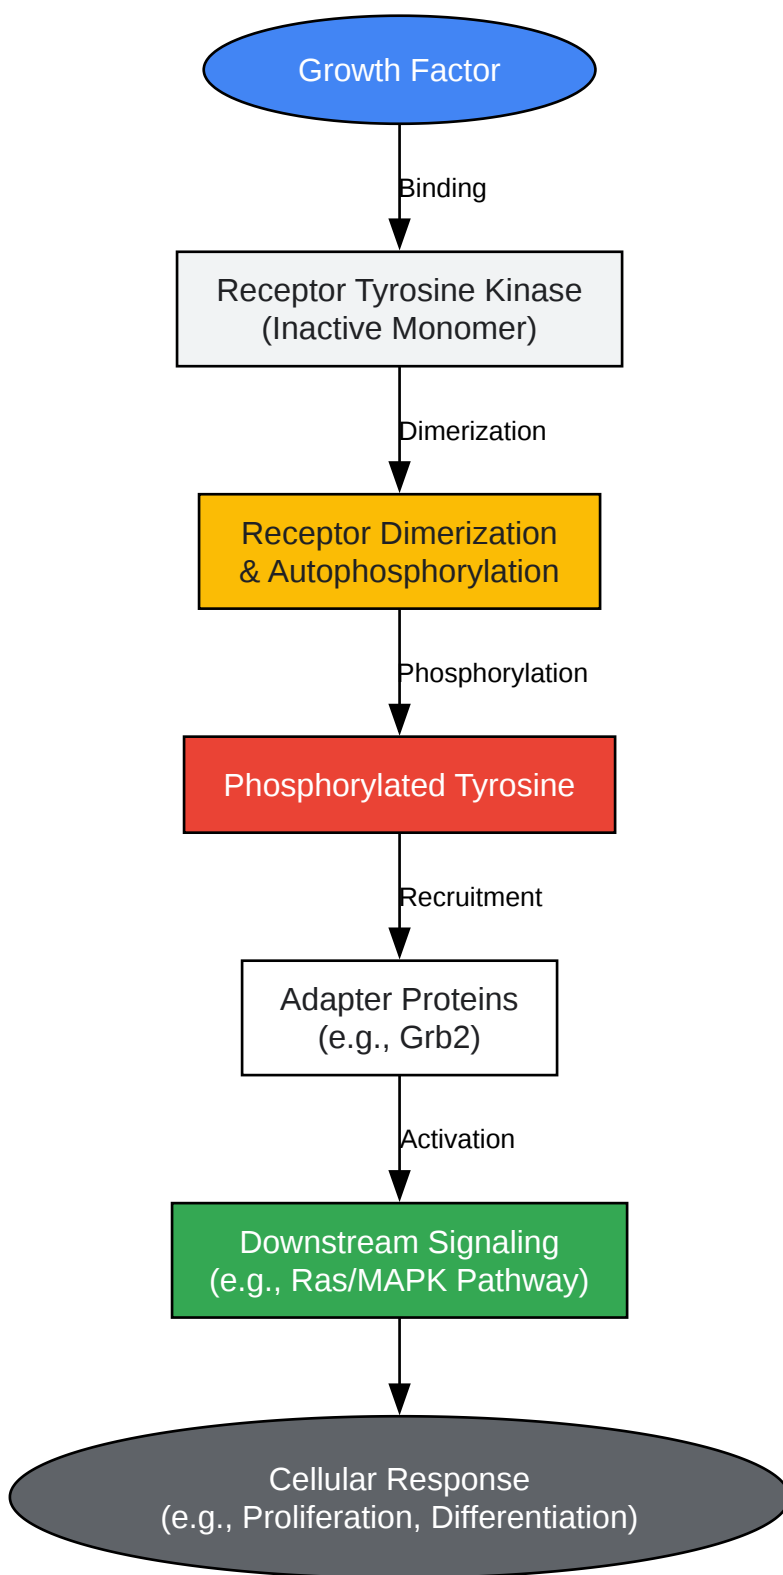 Growth Factor
Binding
Receptor Tyrosine Kinase
(Inactive Monomer)
Dimerization
Receptor Dimerization
& Autophosphorylation
Phosphorylation
Phosphorylated Tyrosine
Recruitment
Adapter Proteins
(e.g., Grb2)
Activation
Downstream Signaling
(e.g., Ras/MAPK Pathway)
Cellular Response
(e.g., Proliferation, Differentiation)